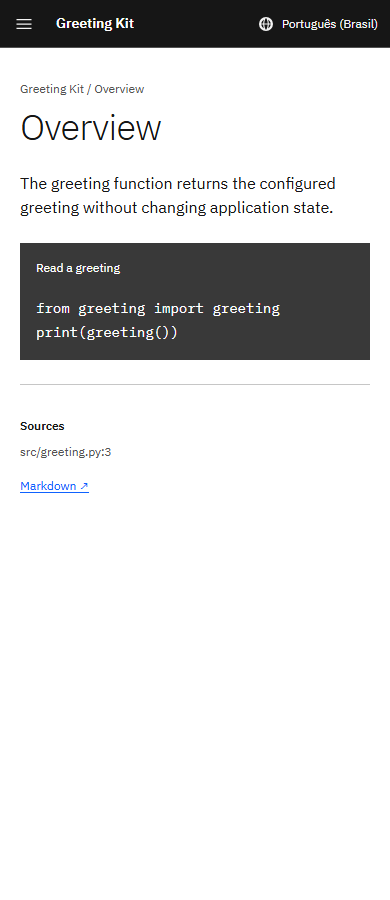 Greeting Kit
Português (Brasil)
Greeting Kit / Overview
Overview
The greeting function returns the configured
greeting without changing application state.
Read a greeting
from greeting import greeting
print(greeting())
Sources
src/greeting.py:3
Markdown ↗